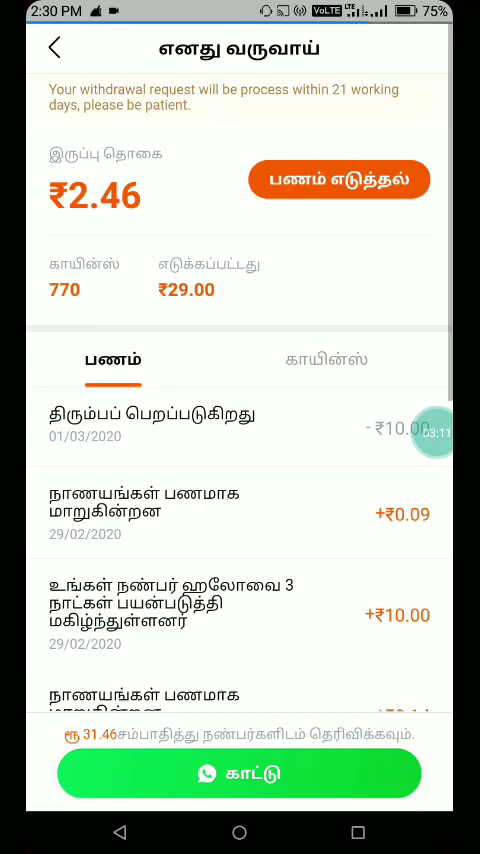 2:30 PM VoLTE LTE 75%
எனது வருவாய்
Your withdrawal request will be process within 21 working
days, please be patient.
இருப்பு தொகை
₹2.46
பணம் எடுத்தல்
காயின்ஸ் எடுக்கப்பட்டது
770 ₹29.00
பணம் காயின்ஸ்
திரும்பப் பெறப்படுகிறது
01/03/2020
- ₹10.00
03:11
நாணயங்கள் பணமாக
மாறுகின்றன
+₹0.09
29/02/2020
உங்கள் நண்பர் ஹலோவை 3
நாட்கள் பயன்படுத்தி
மகிழ்ந்துள்ளனர்
+₹10.00
29/02/2020
நாணயங்கள் பணமாக
ரூ 31.46சம்பாதித்து நண்பர்களிடம் தெரிவிக்கவும்.
காட்டு